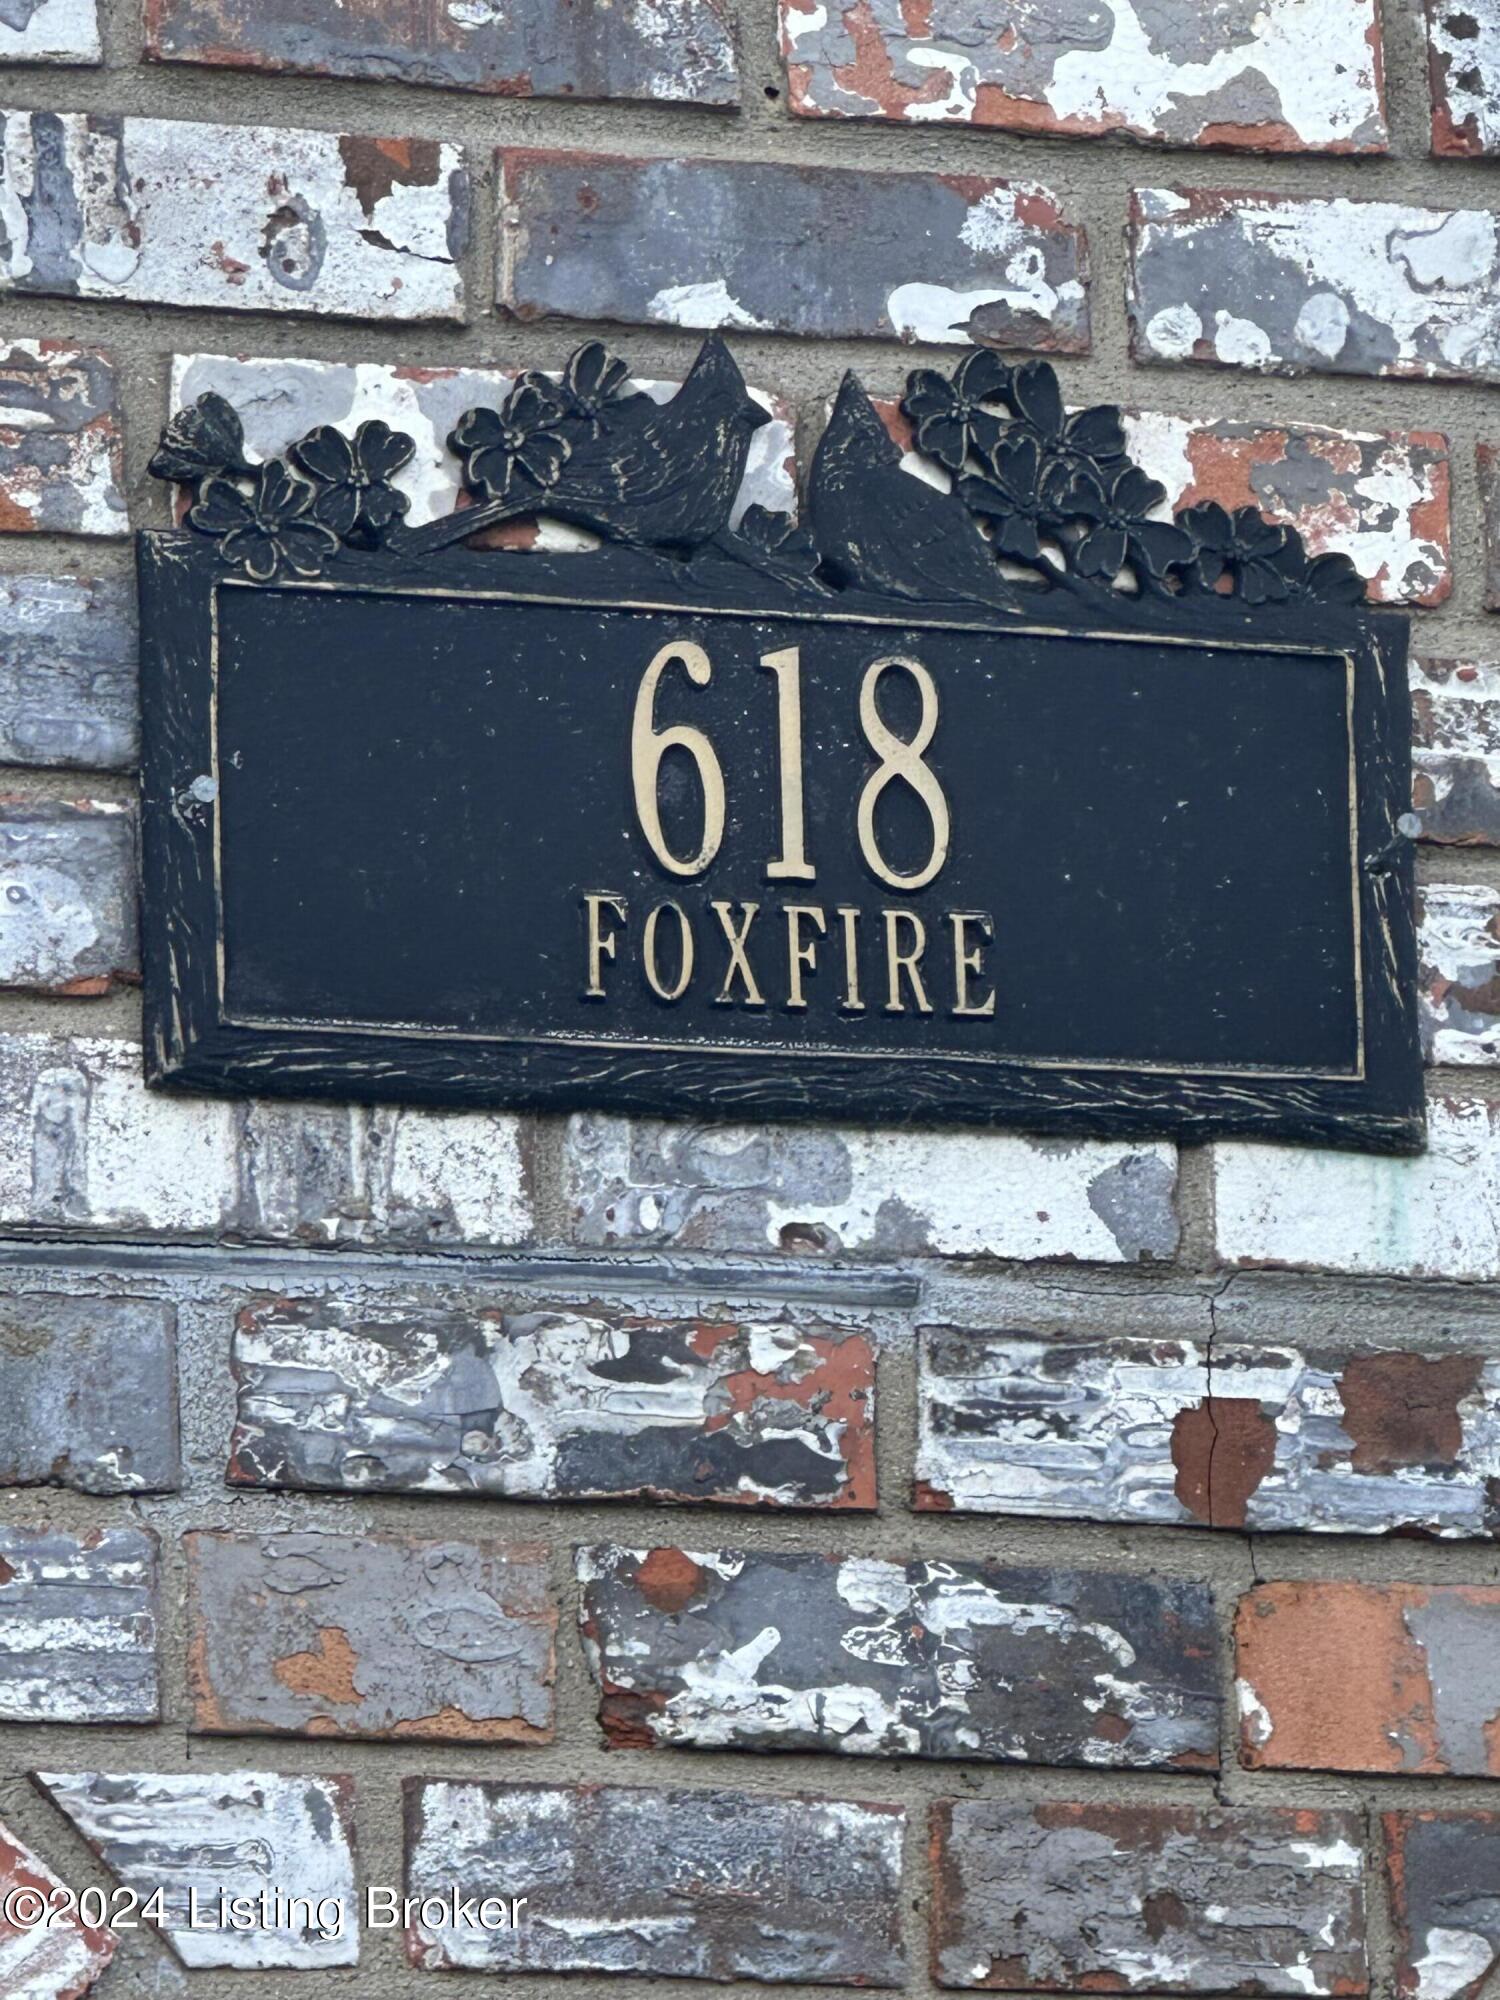 618
FOXFIRE
©2024 Listing Broker